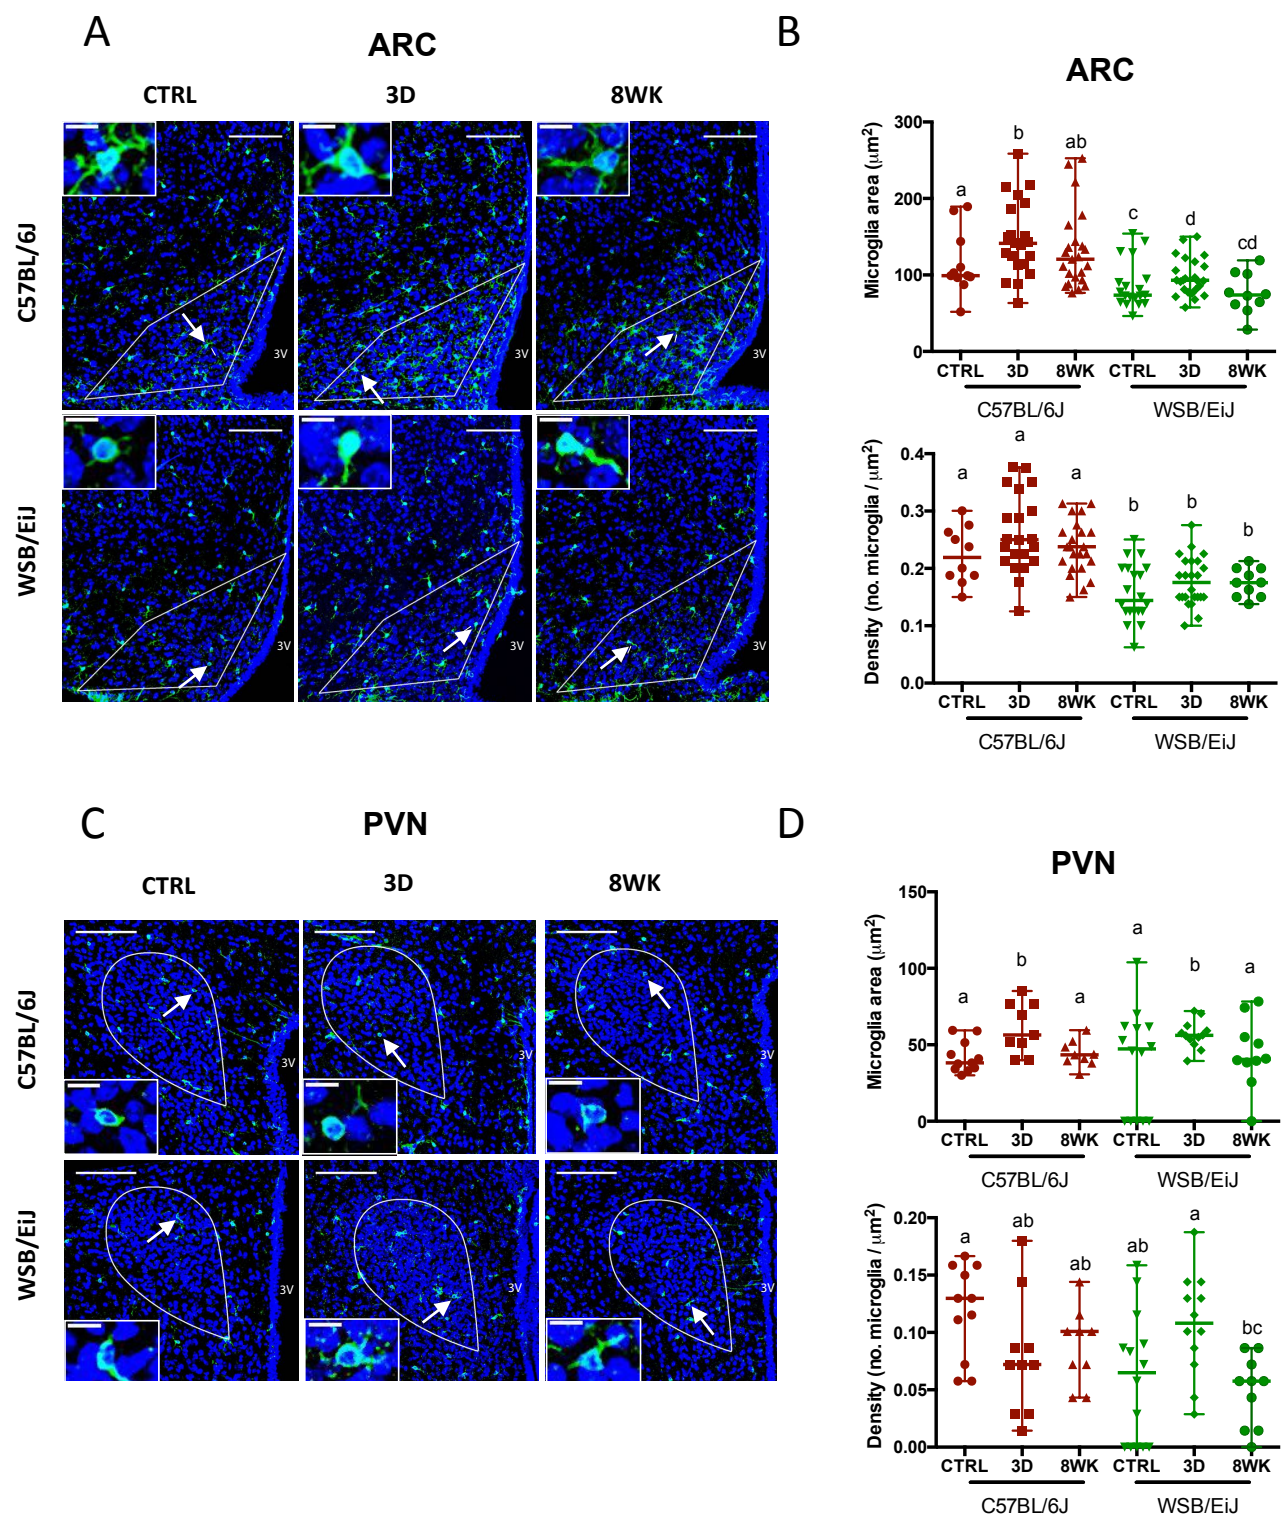 A
ARC
CTRL 3D 8WK
C57BL/6J
3V 3V 3V
WSB/EiJ
3V 3V 3V
B
ARC
Microglia area (µm²)
300
200
100
0
a b ab c d cd
CTRL 3D 8WK CTRL 3D 8WK
C57BL/6J WSB/EiJ
Density (no. microglia / µm²)
0.4
0.3
0.2
0.1
0.0
a a a b b b
CTRL 3D 8WK CTRL 3D 8WK
C57BL/6J WSB/EiJ
C
PVN
CTRL 3D 8WK
C57BL/6J
3V 3V 3V
WSB/EiJ
3V 3V 3V
D
PVN
Microglia area (µm²)
150
100
50
0
a b a a b a
CTRL 3D 8WK CTRL 3D 8WK
C57BL/6J WSB/EiJ
Density (no. microglia / µm²)
0.20
0.15
0.10
0.05
0.00
a ab ab ab a bc
CTRL 3D 8WK CTRL 3D 8WK
C57BL/6J WSB/EiJ